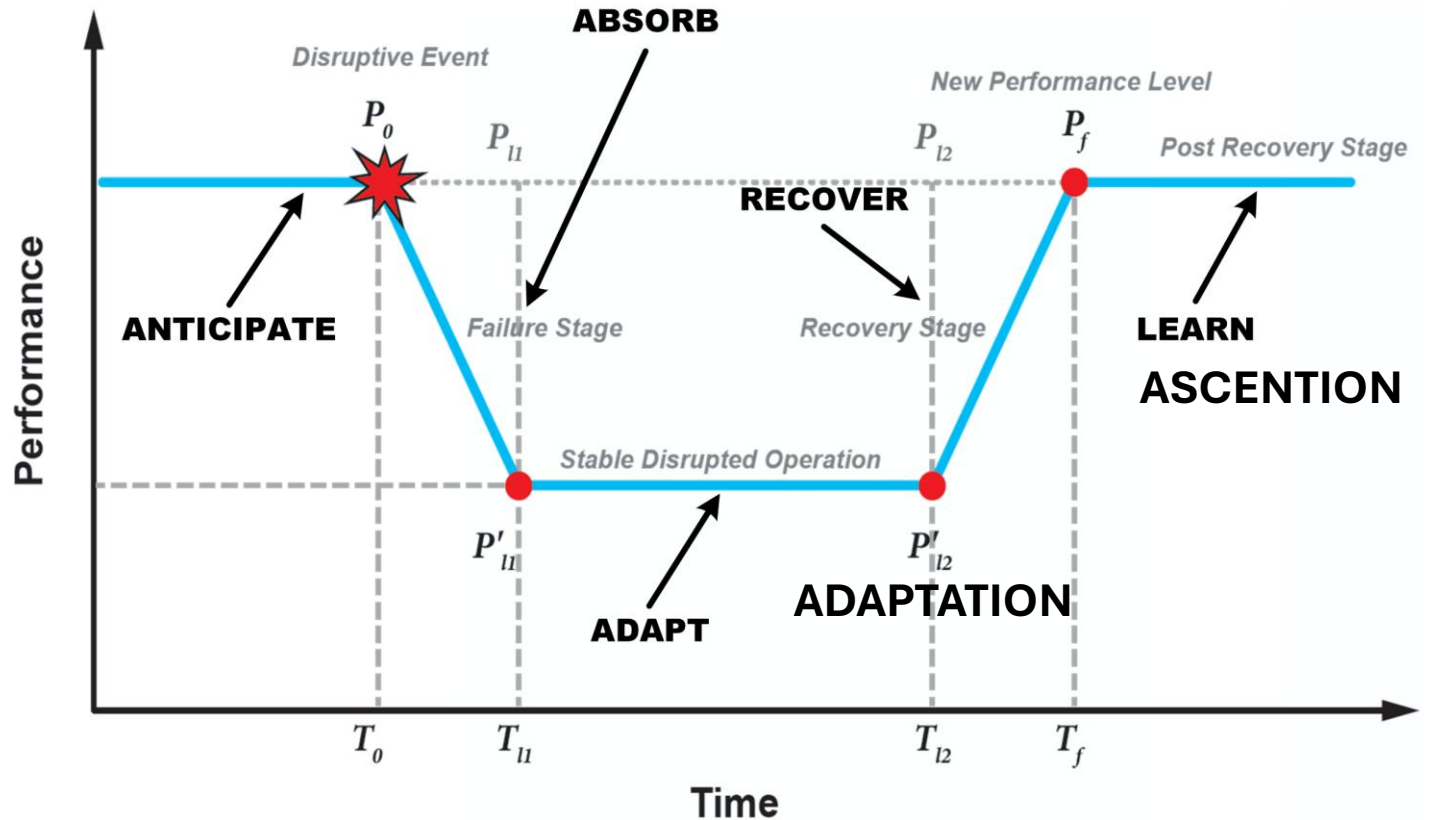 ABSORB
Disruptive Event
New Performance Level
P0
Pl1
Pl2
Pf
Post Recovery Stage
RECOVER
ANTICIPATE
Failure Stage
Recovery Stage
LEARN
ASCENTION
Performance
Stable Disrupted Operation
P'l1
P'l2
ADAPT
ADAPTATION
T0
Tl1
Tl2
Tf
Time